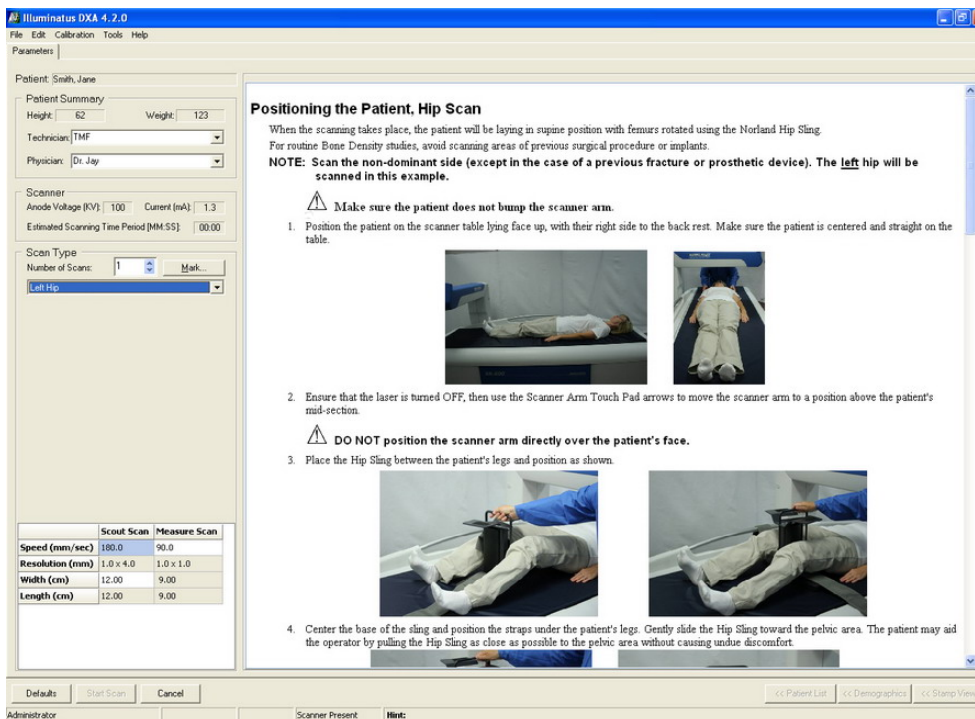 Illuminatus DXA 4.2.0
File Edit Calibration Tools Help
Parameters
Patient: Smith, Jane
Patient Summary
Height: 62 Weight: 123
Technician: TMF
Physician: Dr. Jay
Scanner
Anode Voltage (KV): 100 Current (mA): 1.3
Estimated Scanning Time Period [MM:SS]: 00:00
Scan Type
Number of Scans: 1 Mark...
Left Hip
Scout Scan Measure Scan
Speed (mm/sec) 180.0 90.0
Resolution (mm) 1.0 x 4.0 1.0 x 1.0
Width (cm) 12.00 9.00
Length (cm) 12.00 9.00
Positioning the Patient, Hip Scan
When the scanning takes place, the patient will be laying in supine position with femurs rotated using the Norland Hip Sling.
For routine Bone Density studies, avoid scanning areas of previous surgical procedure or implants.
NOTE: Scan the non-dominant side (except in the case of a previous fracture or prosthetic device). The left hip will be
scanned in this example.
Make sure the patient does not bump the scanner arm.
1. Position the patient on the scanner table lying face up, with their right side to the back rest. Make sure the patient is centered and straight on the
table.
2. Ensure that the laser is turned OFF, then use the Scanner Arm Touch Pad arrows to move the scanner arm to a position above the patient's
mid-section.
DO NOT position the scanner arm directly over the patient's face.
3. Place the Hip Sling between the patient's legs and position as shown.
4. Center the base of the sling and position the straps under the patient's legs. Gently slide the Hip Sling toward the pelvic area. The patient may aid
the operator by pulling the Hip Sling as close as possible to the pelvic area without causing undue discomfort.
Defaults Start Scan Cancel << Patient List << Demographics << Stamp View
Administrator Scanner Present Hint: